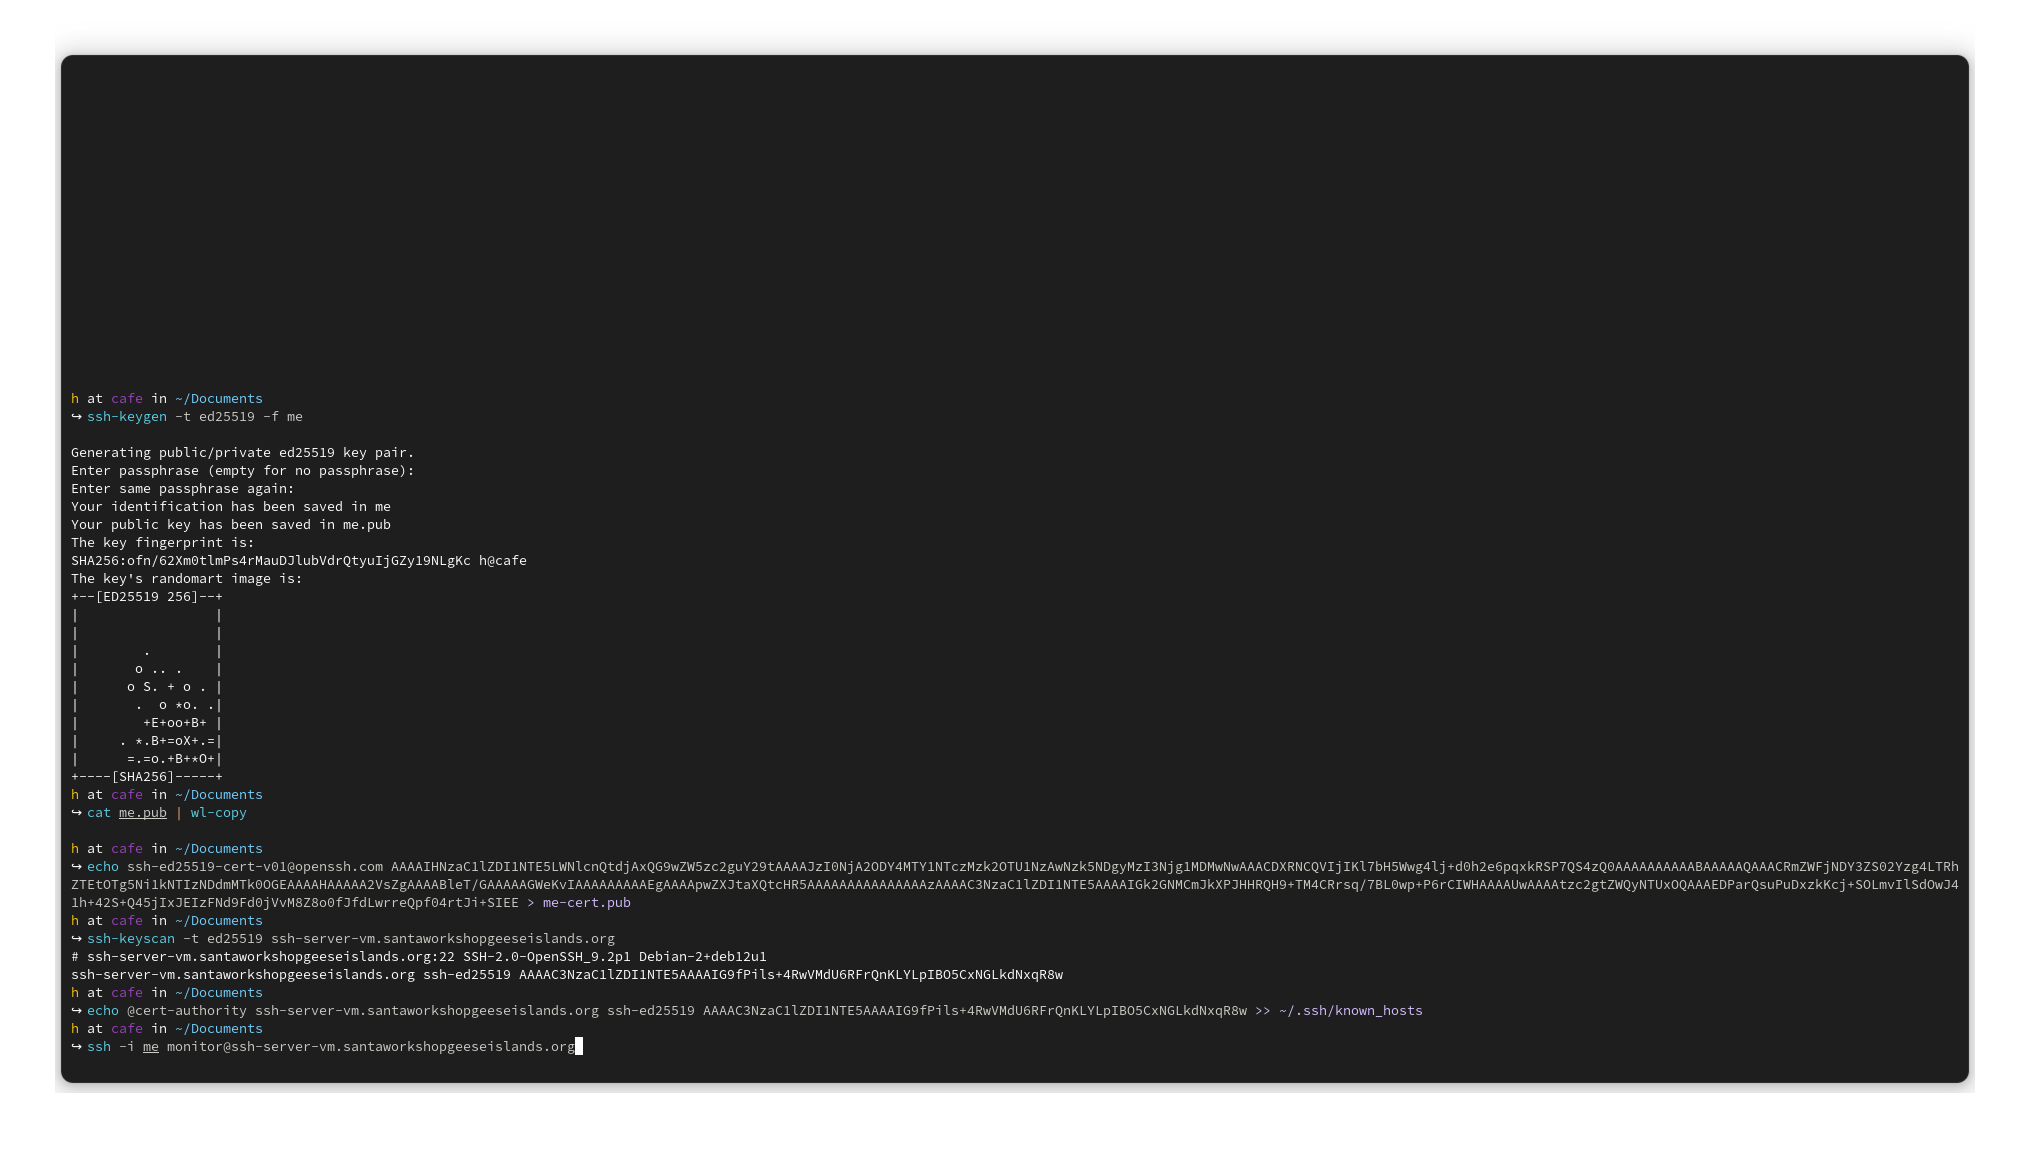 h at cafe in ~/Documents
↪ ssh-keygen -t ed25519 -f me
Generating public/private ed25519 key pair.
Enter passphrase (empty for no passphrase):
Enter same passphrase again:
Your identification has been saved in me
Your public key has been saved in me.pub
The key fingerprint is:
SHA256:ofn/62Xm0tlmPs4rMauDJlubVdrQtyuIjGZy19NLgKc h@cafe
The key's randomart image is:
+--[ED25519 256]--+
|                 |
|                 |
|        .        |
|       o .. .    |
|      o S. + o . |
|       .  o *o. .|
|        +E+oo+B+ |
|     . *.B+=oX+.=|
|      =.=o.+B+*O+|
+----[SHA256]-----+
h at cafe in ~/Documents
↪ cat me.pub | wl-copy
h at cafe in ~/Documents
↪ echo ssh-ed25519-cert-v01@openssh.com AAAAIHNzaC1lZDI1NTE5LWNlcnQtdjAxQG9wZW5zc2guY29tAAAAJzI0NjA2ODY4MTY1NTczMzk2OTU1NzAwNzk5NDgyMzI3Njg1MDMwNwAAACDXRNCQVIjIKl7bH5Wwg4lj+d0h2e6pqxkRSP7QS4zQ0AAAAAAAAAABAAAAAQAAACRmZWFjNDY3ZS02Yzg4LTRh
ZTEtOTg5Ni1kNTIzNDdmMTk0OGEAAAAHAAAAA2VsZgAAAABleT/GAAAAAGWeKvIAAAAAAAAAEgAAAApwZXJtaXQtcHR5AAAAAAAAAAAAAAAzAAAAC3NzaC1lZDI1NTE5AAAAIGk2GNMCmJkXPJHHRQH9+TM4CRrsq/7BL0wp+P6rCIWHAAAAUwAAAAtzc2gtZWQyNTUxOQAAAEDParQsuPuDxzkKcj+SOLmvIlSdOwJ4
1h+42S+Q45jIxJEIzFNd9Fd0jVvM8Z8o0fJfdLwrreQpf04rtJi+SIEE > me-cert.pub
h at cafe in ~/Documents
↪ ssh-keyscan -t ed25519 ssh-server-vm.santaworkshopgeeseislands.org
# ssh-server-vm.santaworkshopgeeseislands.org:22 SSH-2.0-OpenSSH_9.2p1 Debian-2+deb12u1
ssh-server-vm.santaworkshopgeeseislands.org ssh-ed25519 AAAAC3NzaC1lZDI1NTE5AAAAIG9fPils+4RwVMdU6RFrQnKLYLpIBO5CxNGLkdNxqR8w
h at cafe in ~/Documents
↪ echo @cert-authority ssh-server-vm.santaworkshopgeeseislands.org ssh-ed25519 AAAAC3NzaC1lZDI1NTE5AAAAIG9fPils+4RwVMdU6RFrQnKLYLpIBO5CxNGLkdNxqR8w >> ~/.ssh/known_hosts
h at cafe in ~/Documents
↪ ssh -i me monitor@ssh-server-vm.santaworkshopgeeseislands.org